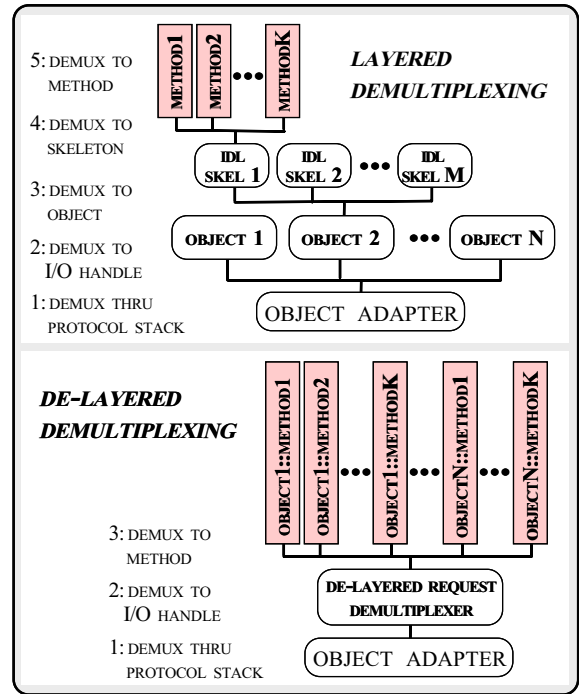 METHOD1
METHOD2
METHODK
LAYERED
DEMULTIPLEXING
5: DEMUX TO
METHOD
4: DEMUX TO
SKELETON
IDL
SKEL 1
IDL
SKEL 2
IDL
SKEL M
3: DEMUX TO
OBJECT
OBJECT 1
OBJECT 2
OBJECT N
2: DEMUX TO
I/O HANDLE
1: DEMUX THRU
PROTOCOL STACK
OBJECT ADAPTER
DE-LAYERED
DEMULTIPLEXING
OBJECT1::METHOD1
OBJECT1::METHOD2
OBJECT1::METHODK
OBJECTN::METHOD1
OBJECTN::METHODK
3: DEMUX TO
METHOD
2: DEMUX TO
I/O HANDLE
DE-LAYERED REQUEST
DEMULTIPLEXER
1: DEMUX THRU
PROTOCOL STACK
OBJECT ADAPTER